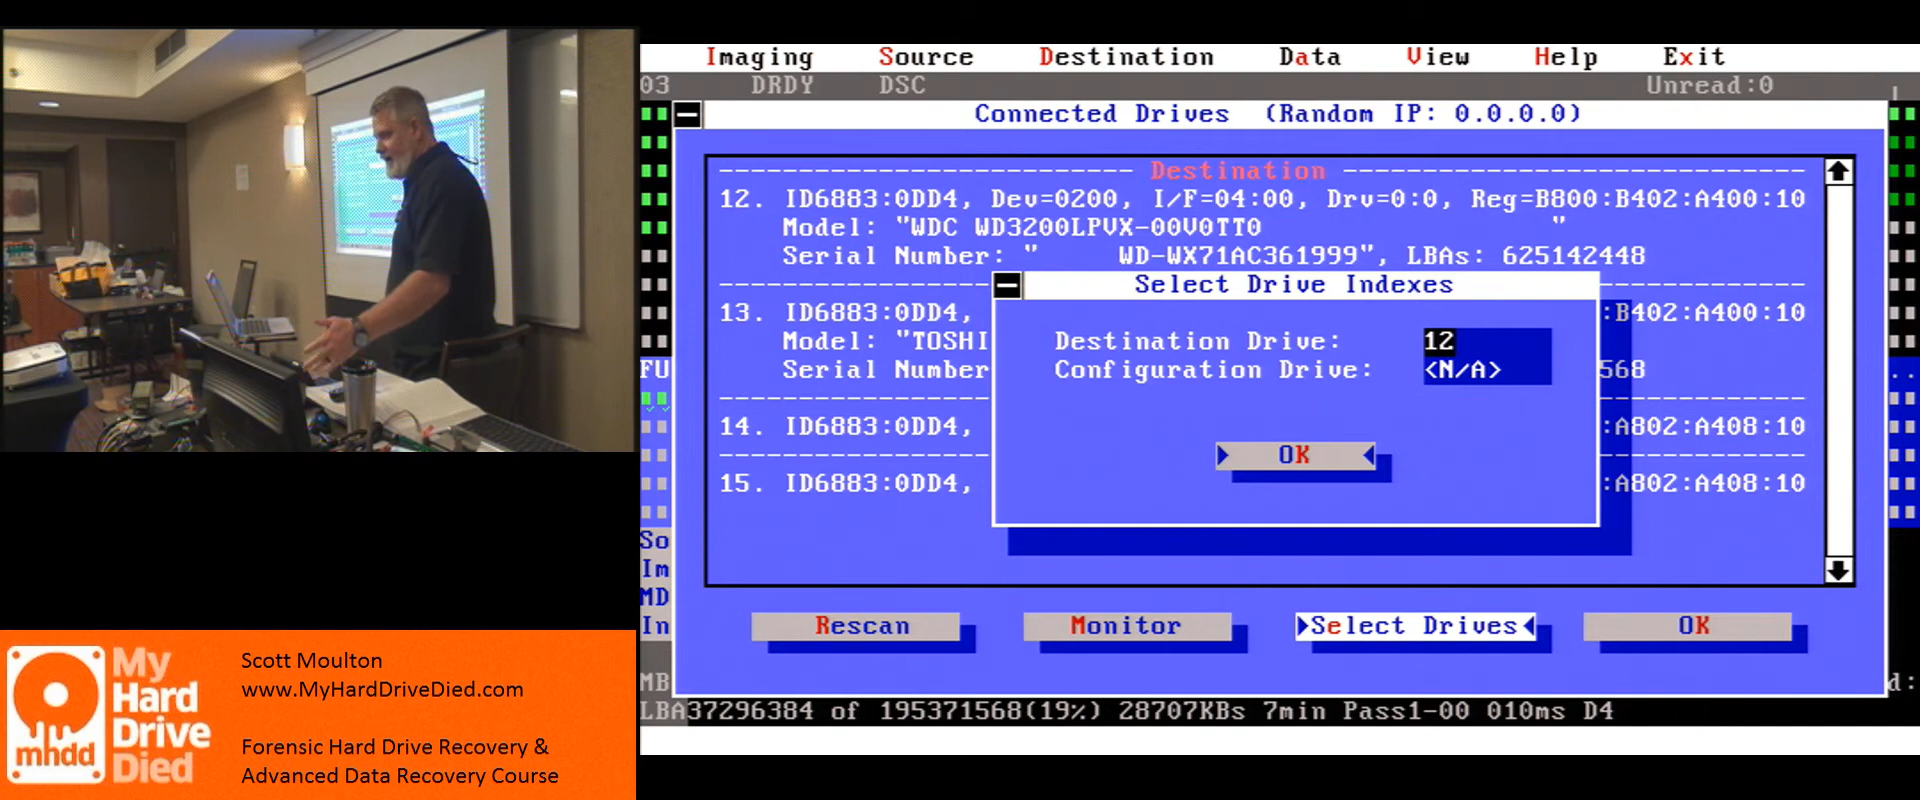 Imaging Source Destination Data View Help Exit
03 DRDY DSC Unread:0
Connected Drives (Random IP: 0.0.0.0)
Destination
12. ID6883:0DD4, Dev=0200, I/F=04:00, Drv=0:0, Reg=B800:B402:A400:10
Model: "WDC WD3200LPVX-00V0TT0 "
Serial Number: " WD-WX71AC361999", LBAs: 625142448
Select Drive Indexes
13. ID6883:0DD4, :B402:A400:10
Model: "TOSHI
Destination Drive: 12
Serial Number 568
Configuration Drive: <N/A>
FU
14. ID6883:0DD4, :A802:A408:10
OK
15. ID6883:0DD4, :A802:A408:10
So
Im
MD
In
Rescan Monitor Select Drives OK
MB d:
LBA37296384 of 195371568(19%) 28707KBs 7min Pass1-00 010ms D4
mhdd
My
Hard
Drive
Died
Scott Moulton
www.MyHardDriveDied.com
Forensic Hard Drive Recovery &
Advanced Data Recovery Course